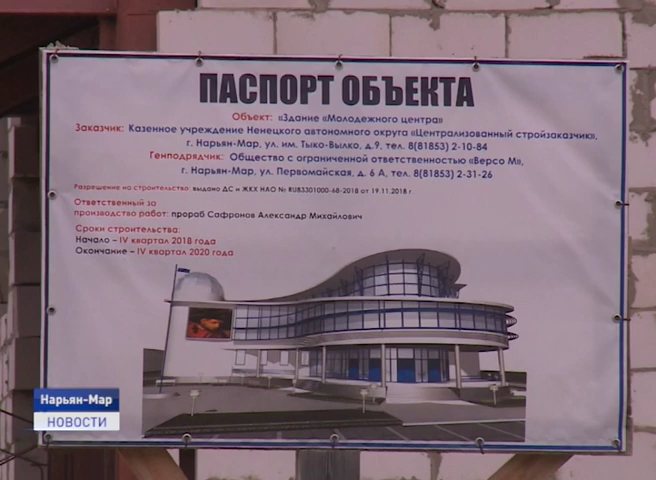 ПАСПОРТ ОБЪЕКТА
Объект: «Здание «Молодежного центра»
Заказчик: Казенное учреждение Ненецкого автономного округа «Централизованный стройзаказчик»,
г. Нарьян-Мар, ул. им. Тыко-Вылко, д.9, тел. 8(81853) 2-10-84
Генподрядчик: Общество с ограниченной ответственностью «Версо М»,
г. Нарьян-Мар, ул. Первомайская, д. 6 А, тел. 8(81853) 2-31-26
Разрешение на строительство: выдано ДС и ЖКХ НАО № RU83301000-68-2018 от 19.11.2018 г
Ответственный за
производство работ: прораб Сафронов Александр Михайлович
Сроки строительства:
Начало – IV квартал 2018 года
Окончание – IV квартал 2020 года
Нарьян-Мар
НОВОСТИ